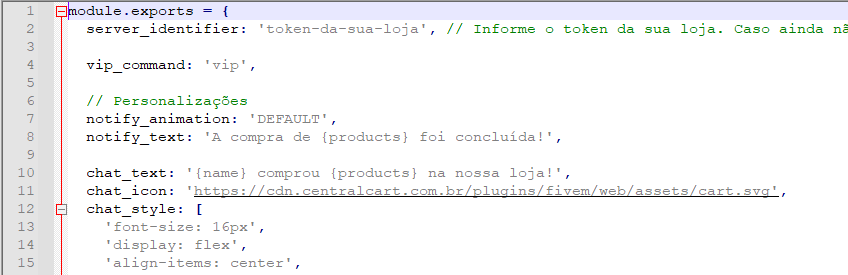 1 module.exports = {
2 server_identifier: 'token-da-sua-loja', // Informe o token da sua loja. Caso ainda
3
4 vip_command: 'vip',
5
6 // Personalizações
7 notify_animation: 'DEFAULT',
8 notify_text: 'A compra de {products} foi concluída!',
9
10 chat_text: '{name} comprou {products} na nossa loja!',
11 chat_icon: 'https://cdn.centralcart.com.br/plugins/fivem/web/assets/cart.svg',
12 chat_style: [
13 'font-size: 16px',
14 'display: flex',
15 'align-items: center',